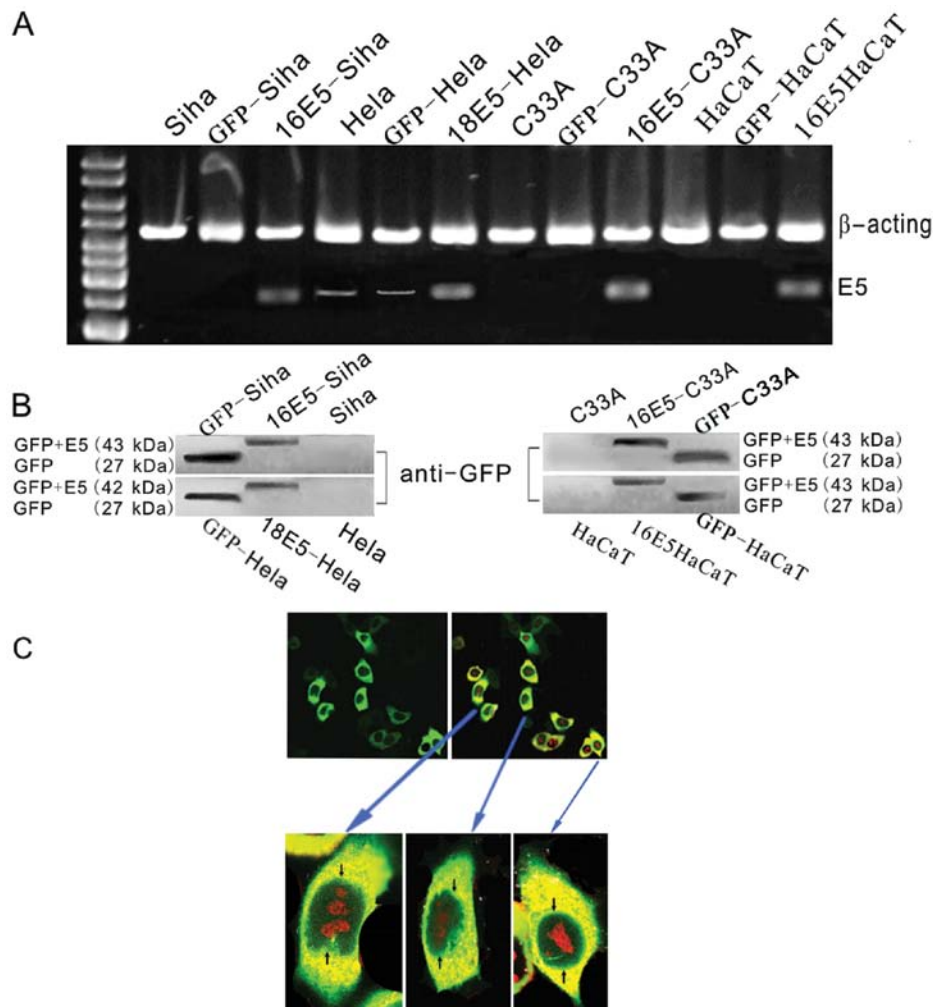 A
Siha
GFP-Siha
16E5-Siha
Hela
GFP-Hela
18E5-Hela
C33A
GFP-C33A
16E5-C33A
HaCaT
GFP-HaCaT
16E5HaCaT
β-acting
E5
B
GFP-Siha
16E5-Siha
Siha
GFP+E5 (43 kDa)
GFP (27 kDa)
GFP+E5 (42 kDa)
GFP (27 kDa)
GFP-Hela
18E5-Hela
Hela
anti-GFP
C33A
16E5-C33A
GFP-C33A
GFP+E5 (43 kDa)
GFP (27 kDa)
GFP+E5 (43 kDa)
GFP (27 kDa)
HaCaT
16E5HaCaT
GFP-HaCaT
C